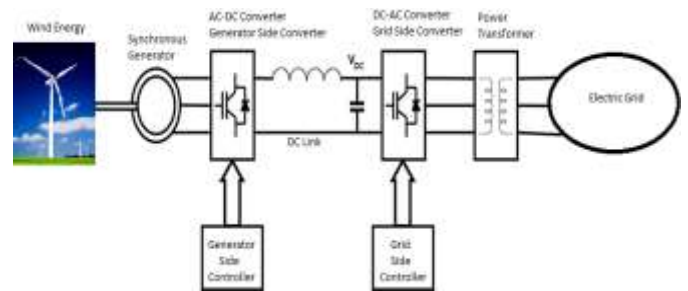 Wind Energy
Synchronous
Generator
AC-DC Converter
Generator Side Converter
V DC
DC-AC Converter
Grid Side Converter
Power
Transformer
Electric Grid
DC Link
Generator
Side
Controller
Grid
Side
Controller